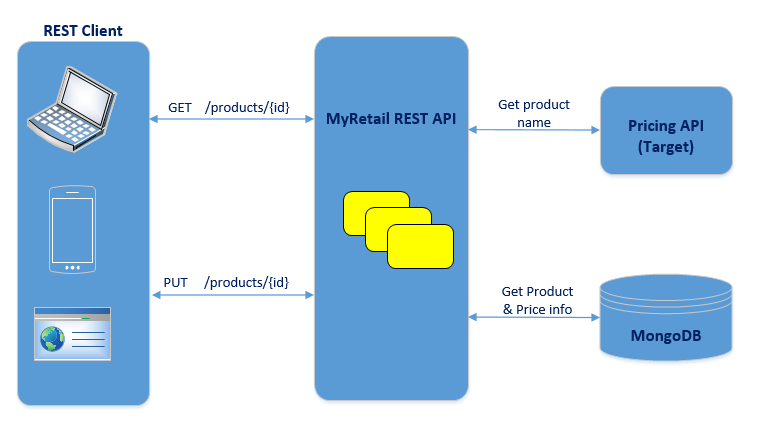 REST Client
GET /products/{id}
PUT /products/{id}
MyRetail REST API
Get product
name
Pricing API
(Target)
Get Product
& Price info
MongoDB